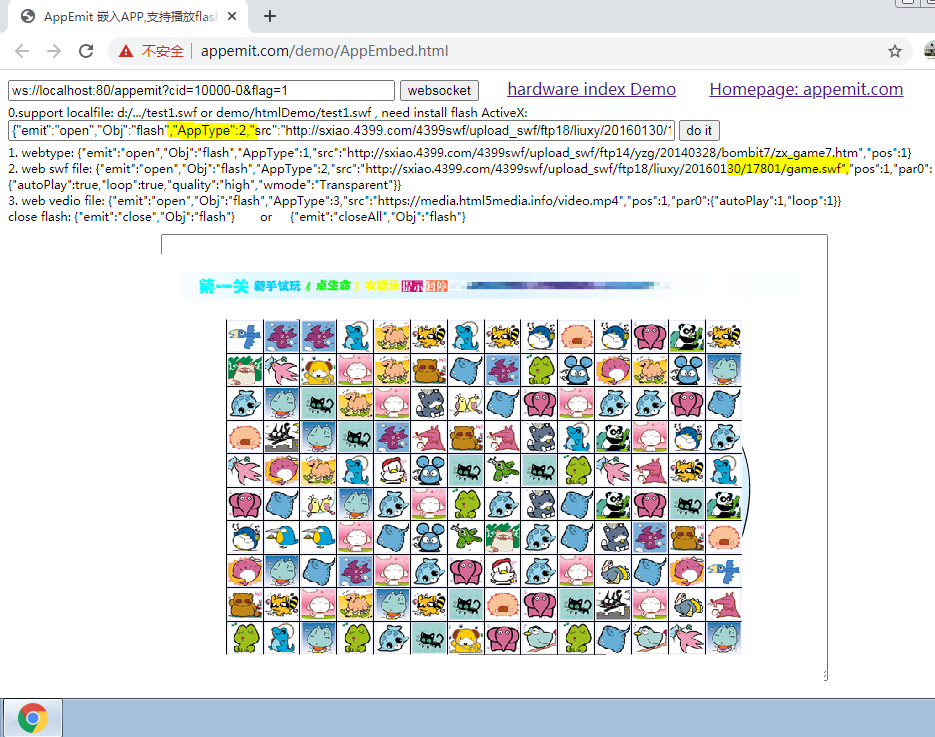 AppEmit 嵌入APP,支持播放flash
不安全 appemit.com/demo/AppEmbed.html
ws://localhost:80/appemit?cid=10000-0&flag=1 websocket hardware index Demo Homepage: appemit.com
0.support localfile: d:/.../test1.swf or demo/htmlDemo/test1.swf , need install flash ActiveX:
{"emit":"open","Obj":"flash","AppType":2,"src":"http://sxiao.4399.com/4399swf/upload_swf/ftp18/liuxy/20160130/1 do it
1. webtype: {"emit":"open","Obj":"flash","AppType":1,"src":"http://sxiao.4399.com/4399swf/upload_swf/ftp14/yzg/20140328/bombit7/zx_game7.htm","pos":1}
2. web swf file: {"emit":"open","Obj":"flash","AppType":2,"src":"http://sxiao.4399.com/4399swf/upload_swf/ftp18/liuxy/20160130/17801/game.swf","pos":1,"par0":
{"autoPlay":true,"loop":true,"quality":"high","wmode":"Transparent"}}
3. web vedio file: {"emit":"open","Obj":"flash","AppType":3,"src":"https://media.html5media.info/video.mp4","pos":1,"par0":{"autoPlay":1,"loop":1}}
close flash: {"emit":"close","Obj":"flash"} or {"emit":"closeAll","Obj":"flash"}
第一关 新手试玩 4 点生命 3 次提示 提示 暂停